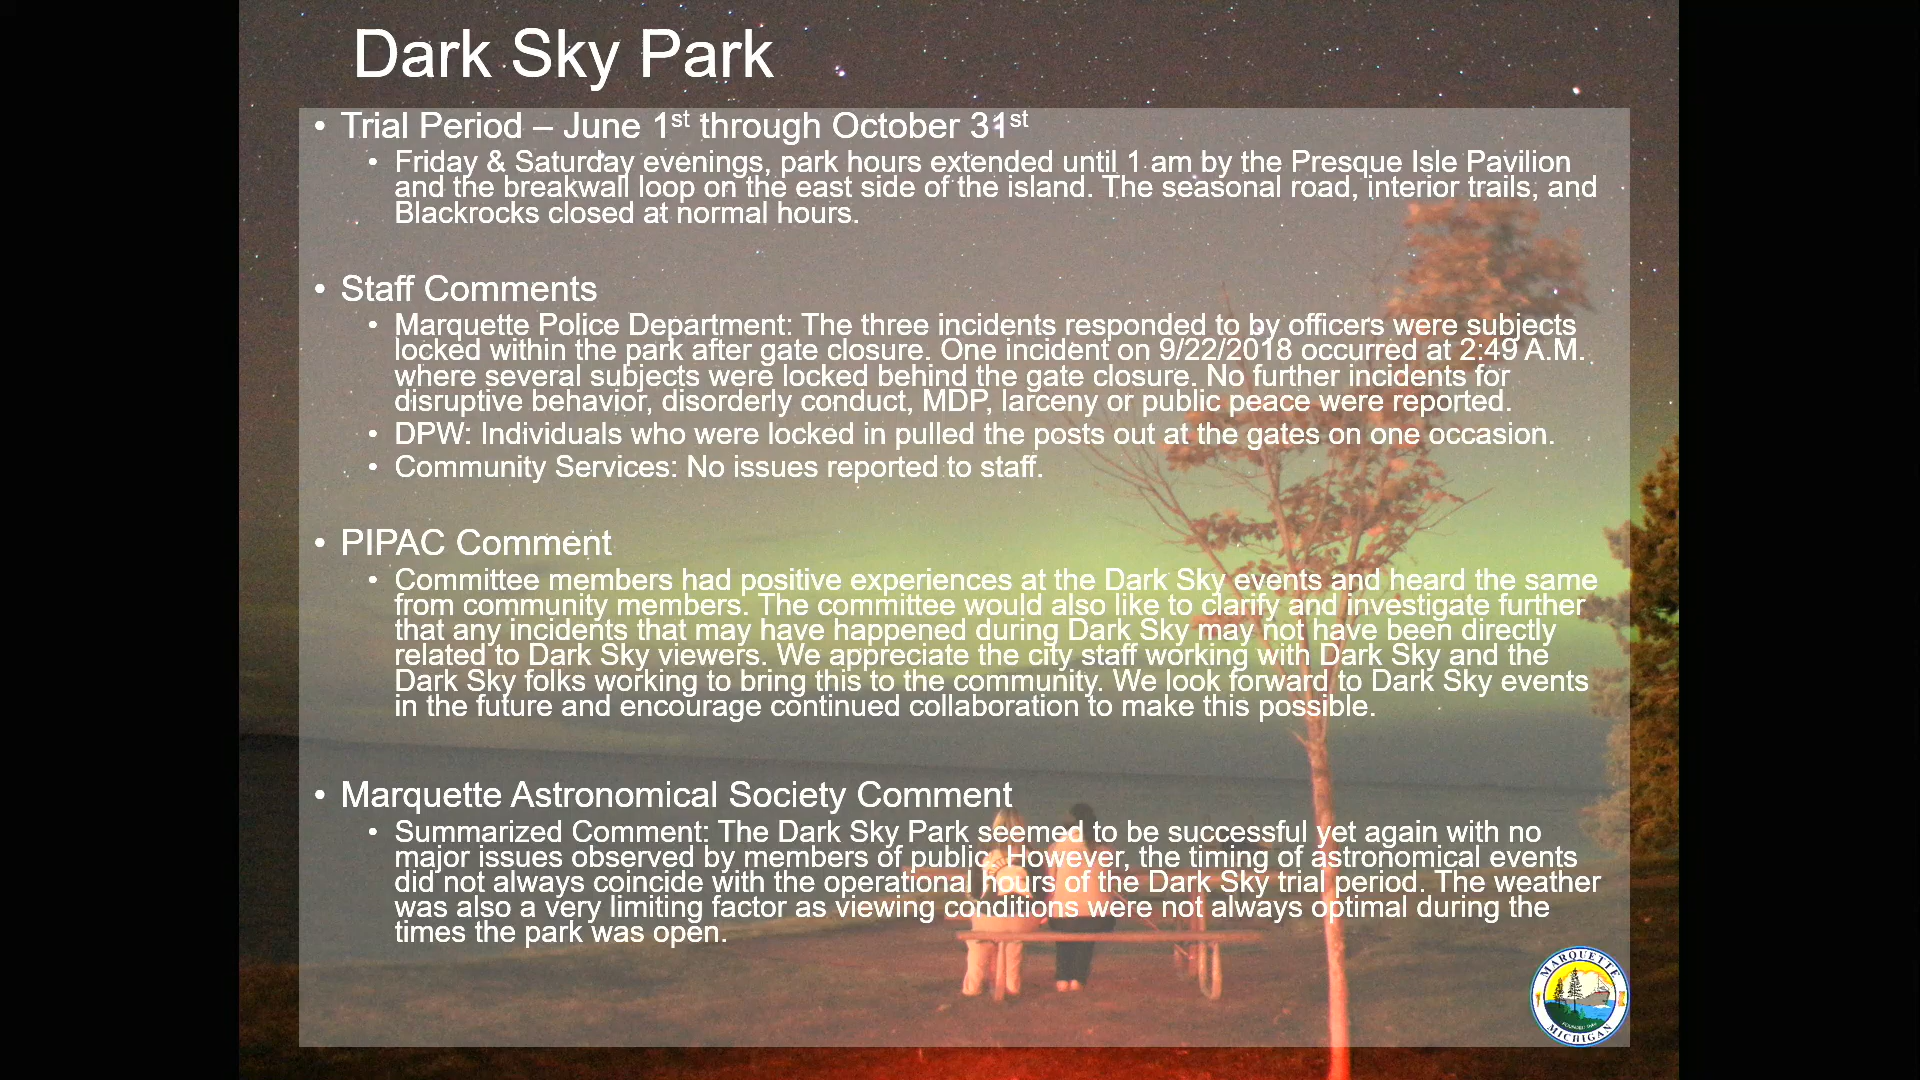 Dark Sky Park
• Trial Period – June 1st through October 31st
• Friday & Saturday evenings, park hours extended until 1 am by the Presque Isle Pavilion
and the breakwall loop on the east side of the island. The seasonal road, interior trails, and
Blackrocks closed at normal hours.
• Staff Comments
• Marquette Police Department: The three incidents responded to by officers were subjects
locked within the park after gate closure. One incident on 9/22/2018 occurred at 2:49 A.M.
where several subjects were locked behind the gate closure. No further incidents for
disruptive behavior, disorderly conduct, MDP, larceny or public peace were reported.
• DPW: Individuals who were locked in pulled the posts out at the gates on one occasion.
• Community Services: No issues reported to staff.
• PIPAC Comment
• Committee members had positive experiences at the Dark Sky events and heard the same
from community members. The committee would also like to clarify and investigate further
that any incidents that may have happened during Dark Sky may not have been directly
related to Dark Sky viewers. We appreciate the city staff working with Dark Sky and the
Dark Sky folks working to bring this to the community. We look forward to Dark Sky events
in the future and encourage continued collaboration to make this possible.
• Marquette Astronomical Society Comment
• Summarized Comment: The Dark Sky Park seemed to be successful yet again with no
major issues observed by members of public. However, the timing of astronomical events
did not always coincide with the operational hours of the Dark Sky trial period. The weather
was also a very limiting factor as viewing conditions were not always optimal during the
times the park was open.
MARQUETTE
MICHIGAN